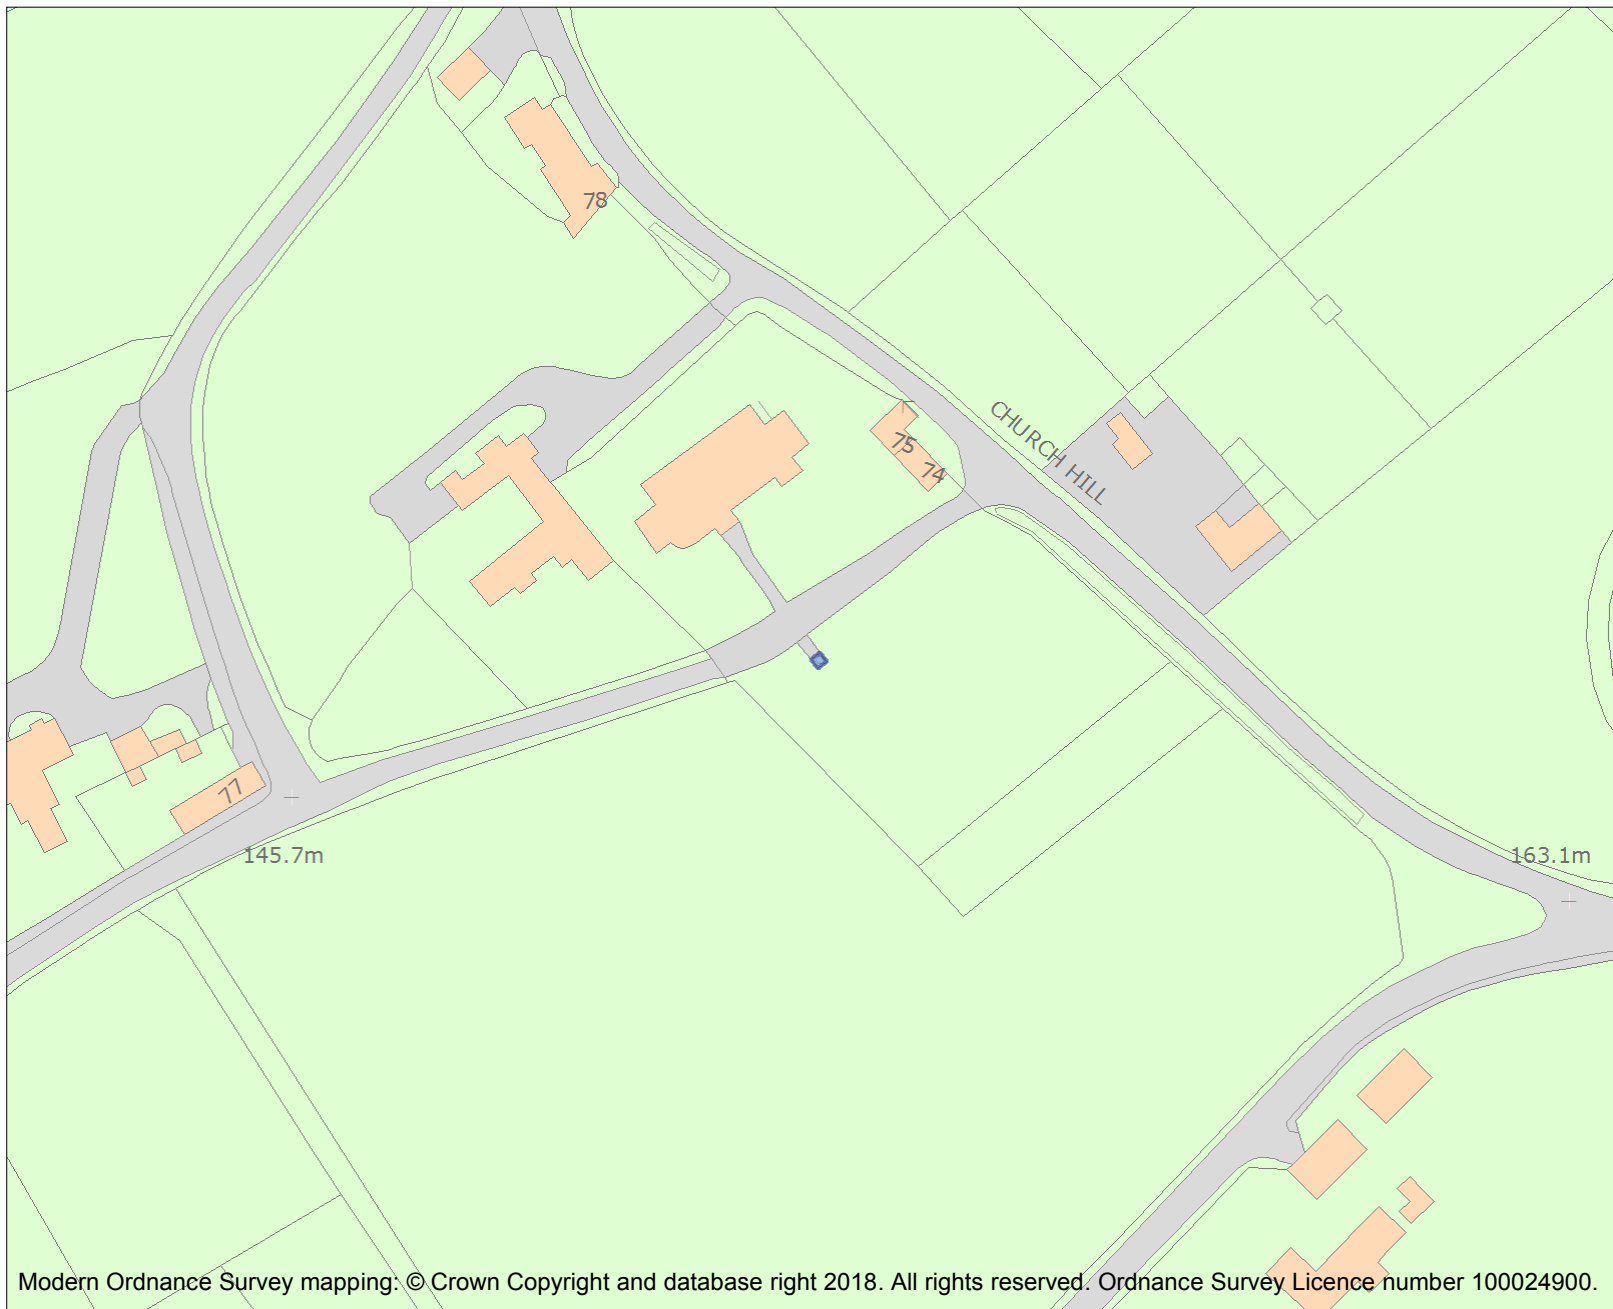 78
CHURCH HILL
75
74
77
145.7m
163.1m
Modern Ordnance Survey mapping: © Crown Copyright and database right 2018. All rights reserved. Ordnance Survey Licence number 100024900.